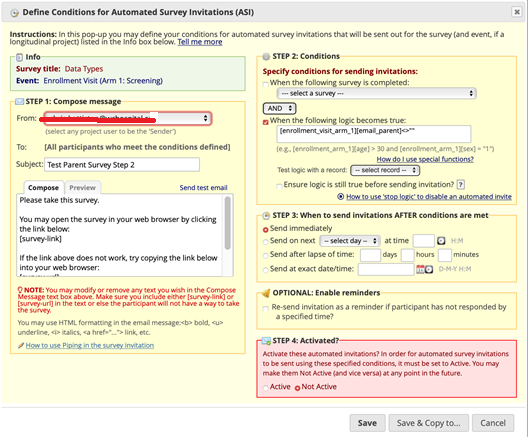 Define Conditions for Automated Survey Invitations (ASI)
Instructions: In this pop-up you may define your conditions for automated survey invitations that will be sent out for the survey (and event, if a
longitudinal project) listed in the Info box below. Tell me more
Info
Survey title: Data Types
Event: Enrollment Visit (Arm 1: Screening)
STEP 1: Compose message
From:
(select any project user to be the 'Sender')
To: [All participants who meet the conditions defined]
Subject: Test Parent Survey Step 2
Compose Preview Send test email
Please take this survey.
You may open the survey in your web browser by clicking
the link below:
[survey-link]
If the link above does not work, try copying the link below
into your web browser:
NOTE: You may modify or remove any text you wish in the Compose
Message text box above. Make sure you include either [survey-link] or
[survey-url] in the text or else the participant will not have a way to take
the survey.
You may use HTML formatting in the email message:<b> bold, <u>
underline, <i> italics, <a href="..."> link, etc.
How to use Piping in the survey invitation
STEP 2: Conditions
Specify conditions for sending invitations:
When the following survey is completed:
--- select a survey ---
AND
When the following logic becomes true:
[enrollment_visit_arm_1][email_parent]<>""
(e.g., [enrollment_arm_1][age] > 30 and [enrollment_arm_1][sex] = "1")
How do I use special functions?
Test logic with a record: -- select record --
Ensure logic is still true before sending invitation? ?
How to use 'stop logic' to disable an automated invite
STEP 3: When to send invitations AFTER conditions are met
Send immediately
Send on next -- select day -- at time H:M
Send after lapse of time: days hours minutes
Send at exact date/time: D-M-Y H:M
OPTIONAL: Enable reminders
Re-send invitation as a reminder if participant has not responded by
a specified time?
STEP 4: Activated?
Activate these automated invitations? In order for automated survey invitations
to be sent using these specified conditions, it must be set to Active. You may
make them Not Active (and vice versa) at any point in the future.
Active Not Active
Save Save & Copy to... Cancel